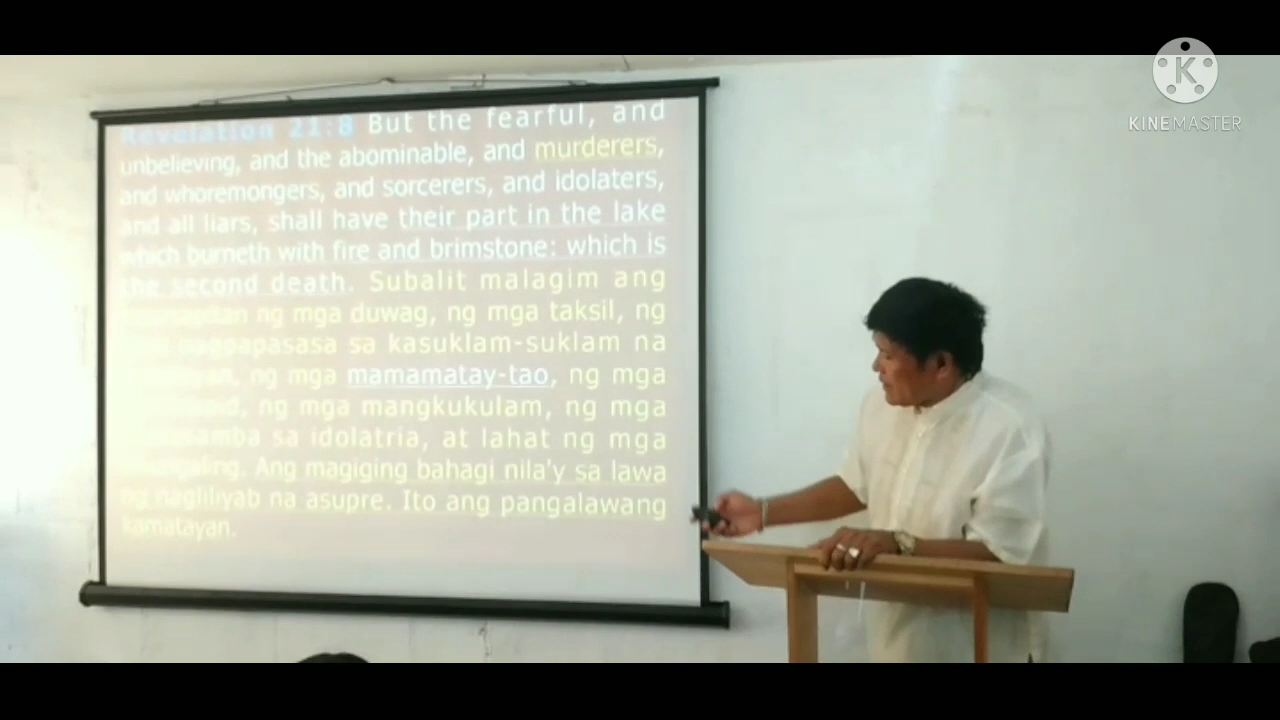 Revelation 21:8 But the fearful, and
unbelieving, and the abominable, and murderers,
and whoremongers, and sorcerers, and idolaters,
and all liars, shall have their part in the lake
which burneth with fire and brimstone: which is
the second death. Subalit malagim ang
ng mga duwag, ng mga taksil, ng
nagpapasasa sa kasuklam-suklam na
ng mga mamamatay-tao, ng mga
ng mga mangkukulam, ng mga
sa idolatria, at lahat ng mga
Ang magiging bahagi nila'y sa lawa
ng nagliliyab na asupre. Ito ang pangalawang
kamatayan.
K
KINEMASTER